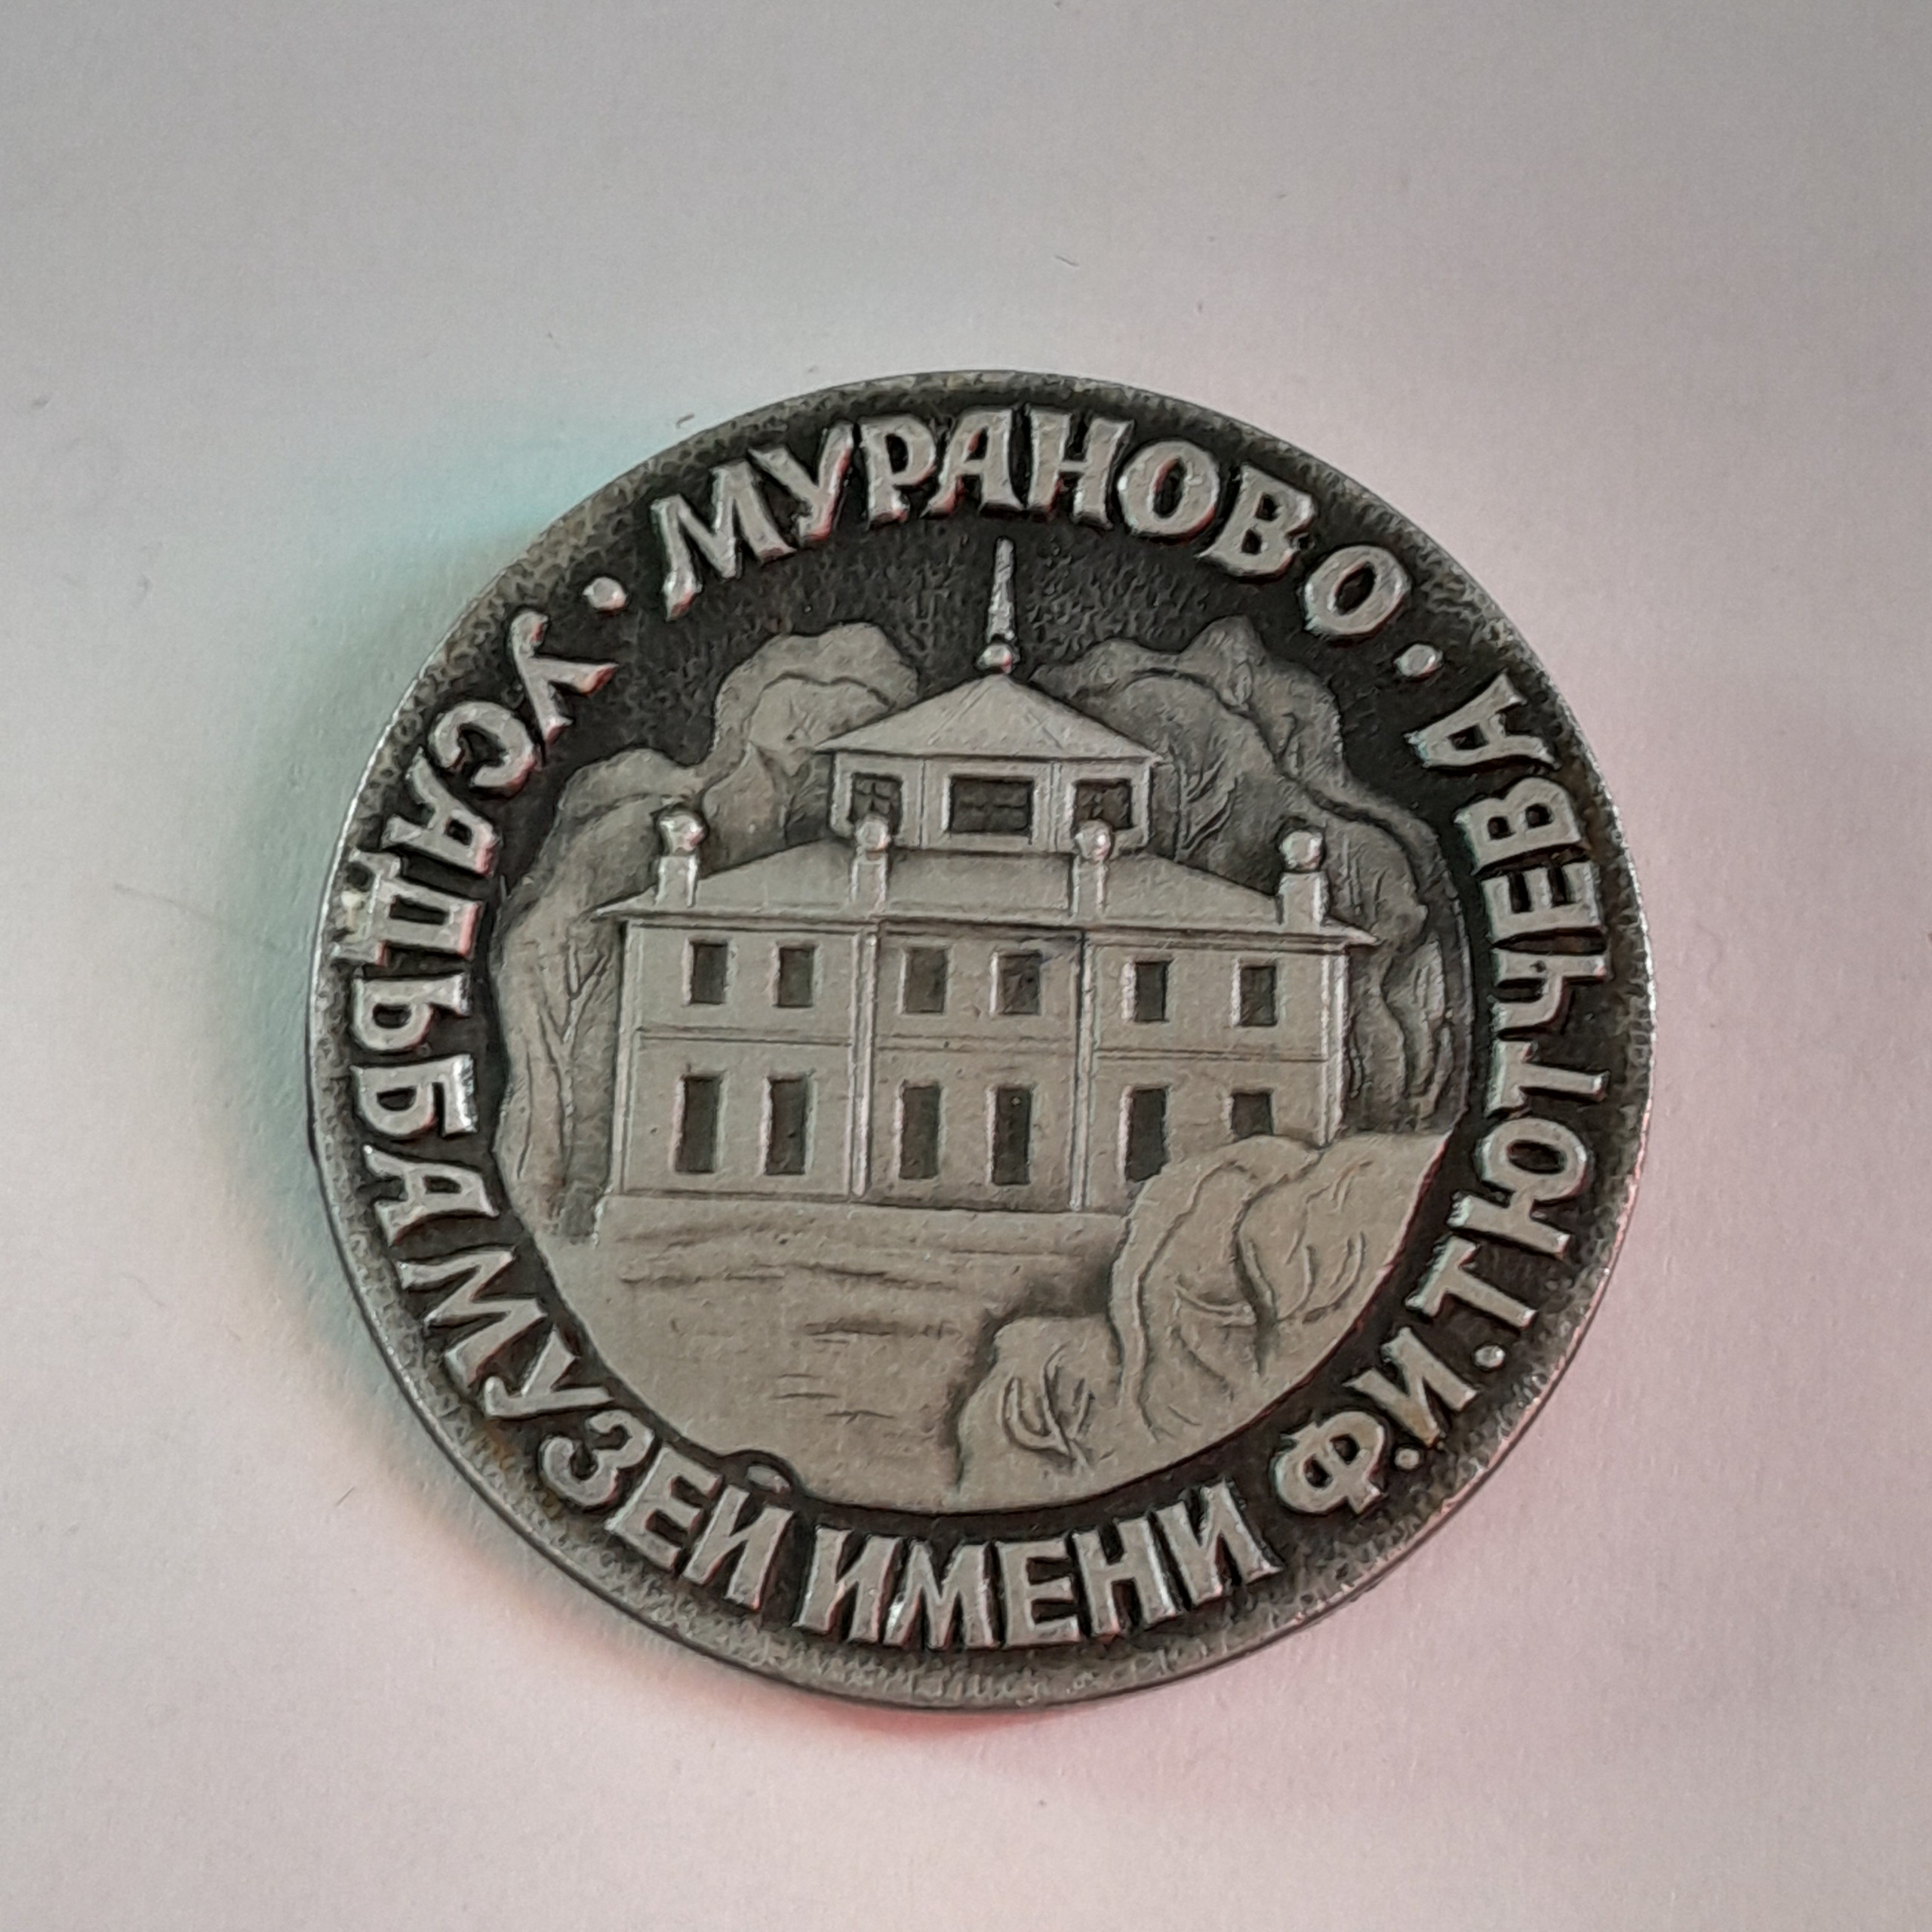 · МУРАНОВО ·
УСАДЬБА МУЗЕЙ ИМЕНИ Ф.И. ТЮТЧЕВА